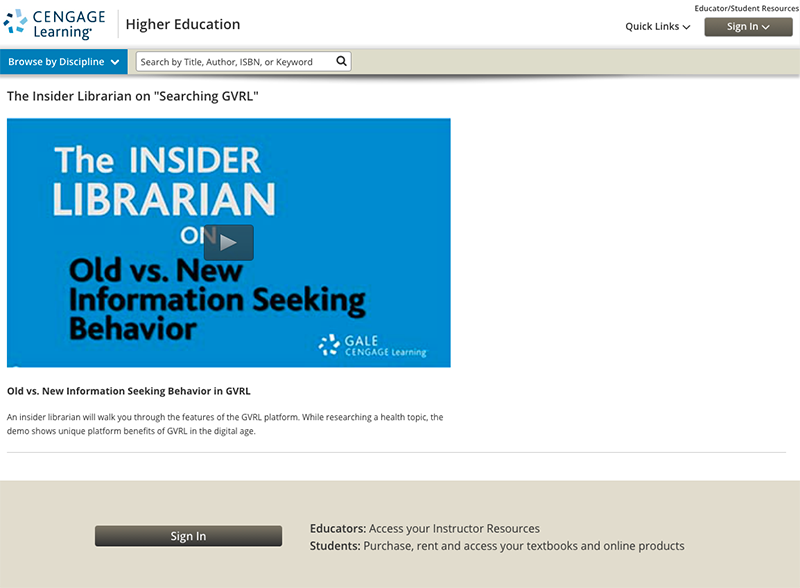 Educator/Student Resources
CENGAGE
Learning
Higher Education
Quick Links
Sign In
Browse by Discipline
Search by Title, Author, ISBN, or Keyword
The Insider Librarian on "Searching GVRL"
The INSIDER
LIBRARIAN
ON
Old vs. New
Information Seeking
Behavior
GALE
CENGAGE Learning
Old vs. New Information Seeking Behavior in GVRL
An insider librarian will walk you through the features of the GVRL platform. While researching a health topic, the
demo shows unique platform benefits of GVRL in the digital age.
Sign In
Educators: Access your Instructor Resources
Students: Purchase, rent and access your textbooks and online products